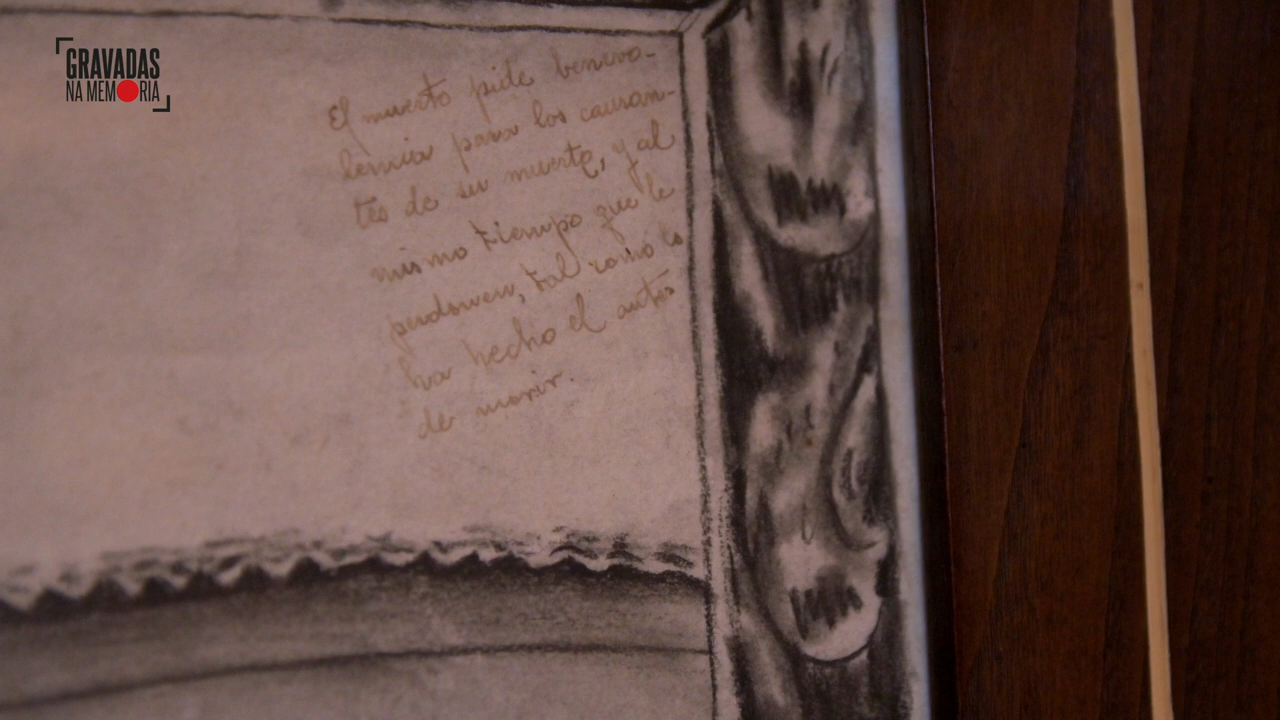 GRAVADAS
NA MEMORIA
El muerto pide benevo-
lencia para los causan-
tes de su muerte, y al
mismo tiempo que le
perdonen, tal como lo
ha hecho el antes
de morir.